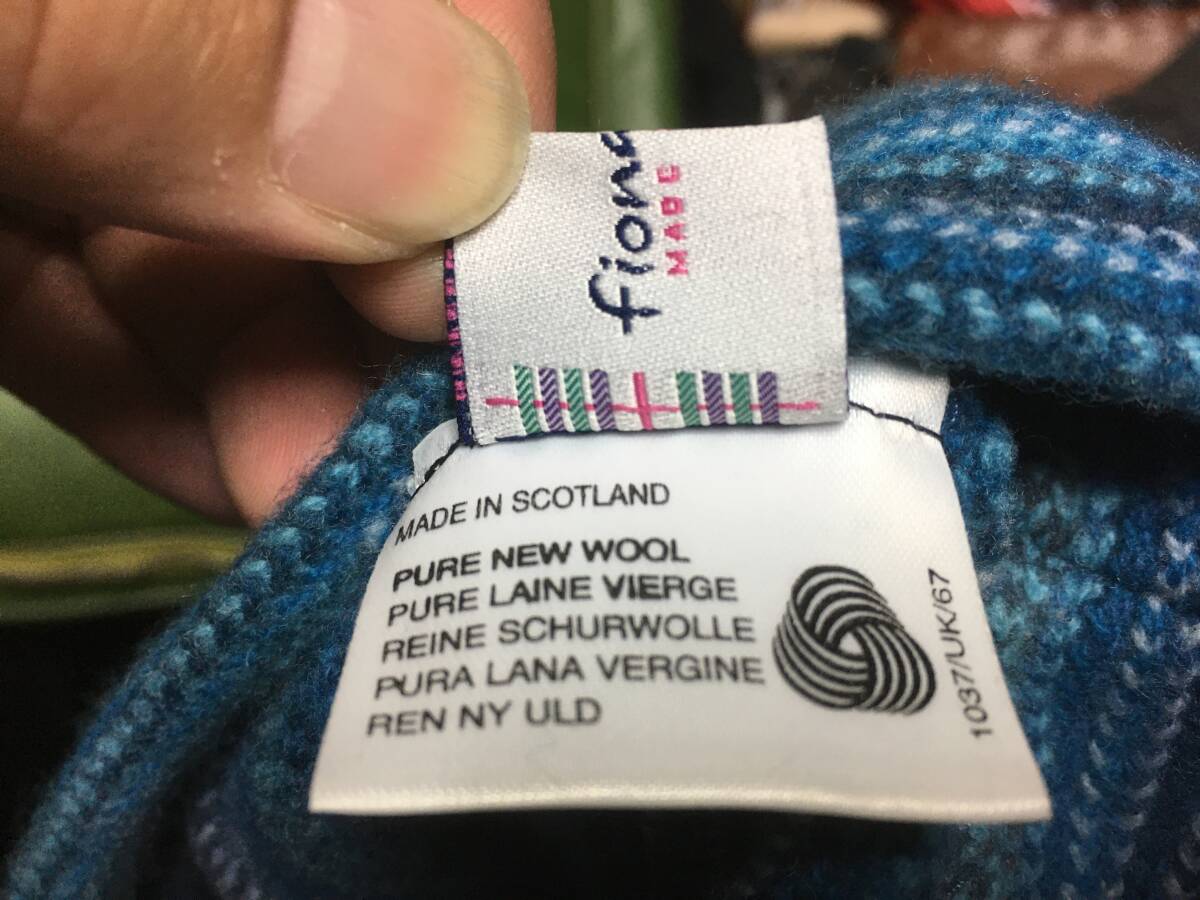 fiona
MADE
MADE IN SCOTLAND
PURE NEW WOOL
PURE LAINE VIERGE
REINE SCHURWOLLE
PURA LANA VERGINE
REN NY ULD
1037/UK/67